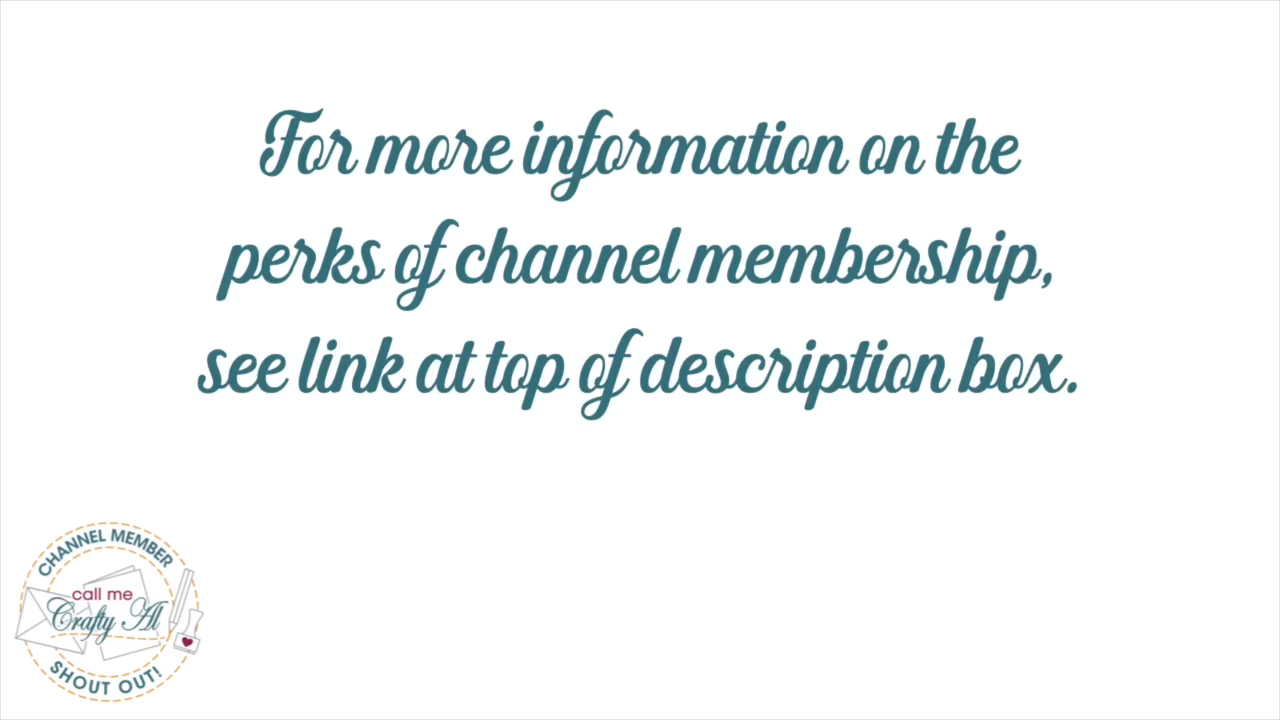 For more information on the
perks of channel membership,
see link at top of description box.
CHANNEL MEMBER
call me
Crafty Al
SHOUT OUT!